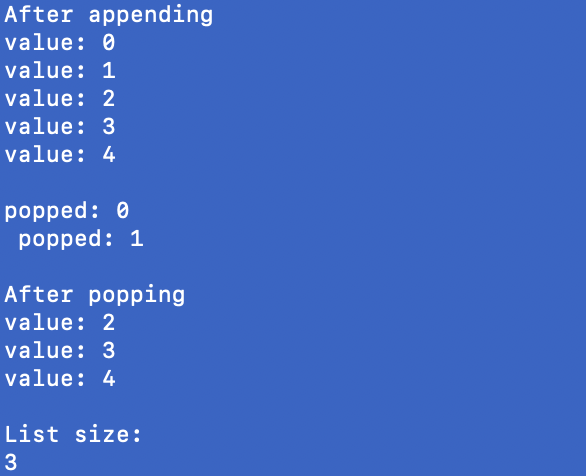 After appending
value: 0
value: 1
value: 2
value: 3
value: 4

popped: 0
 popped: 1

After popping
value: 2
value: 3
value: 4

List size:
3